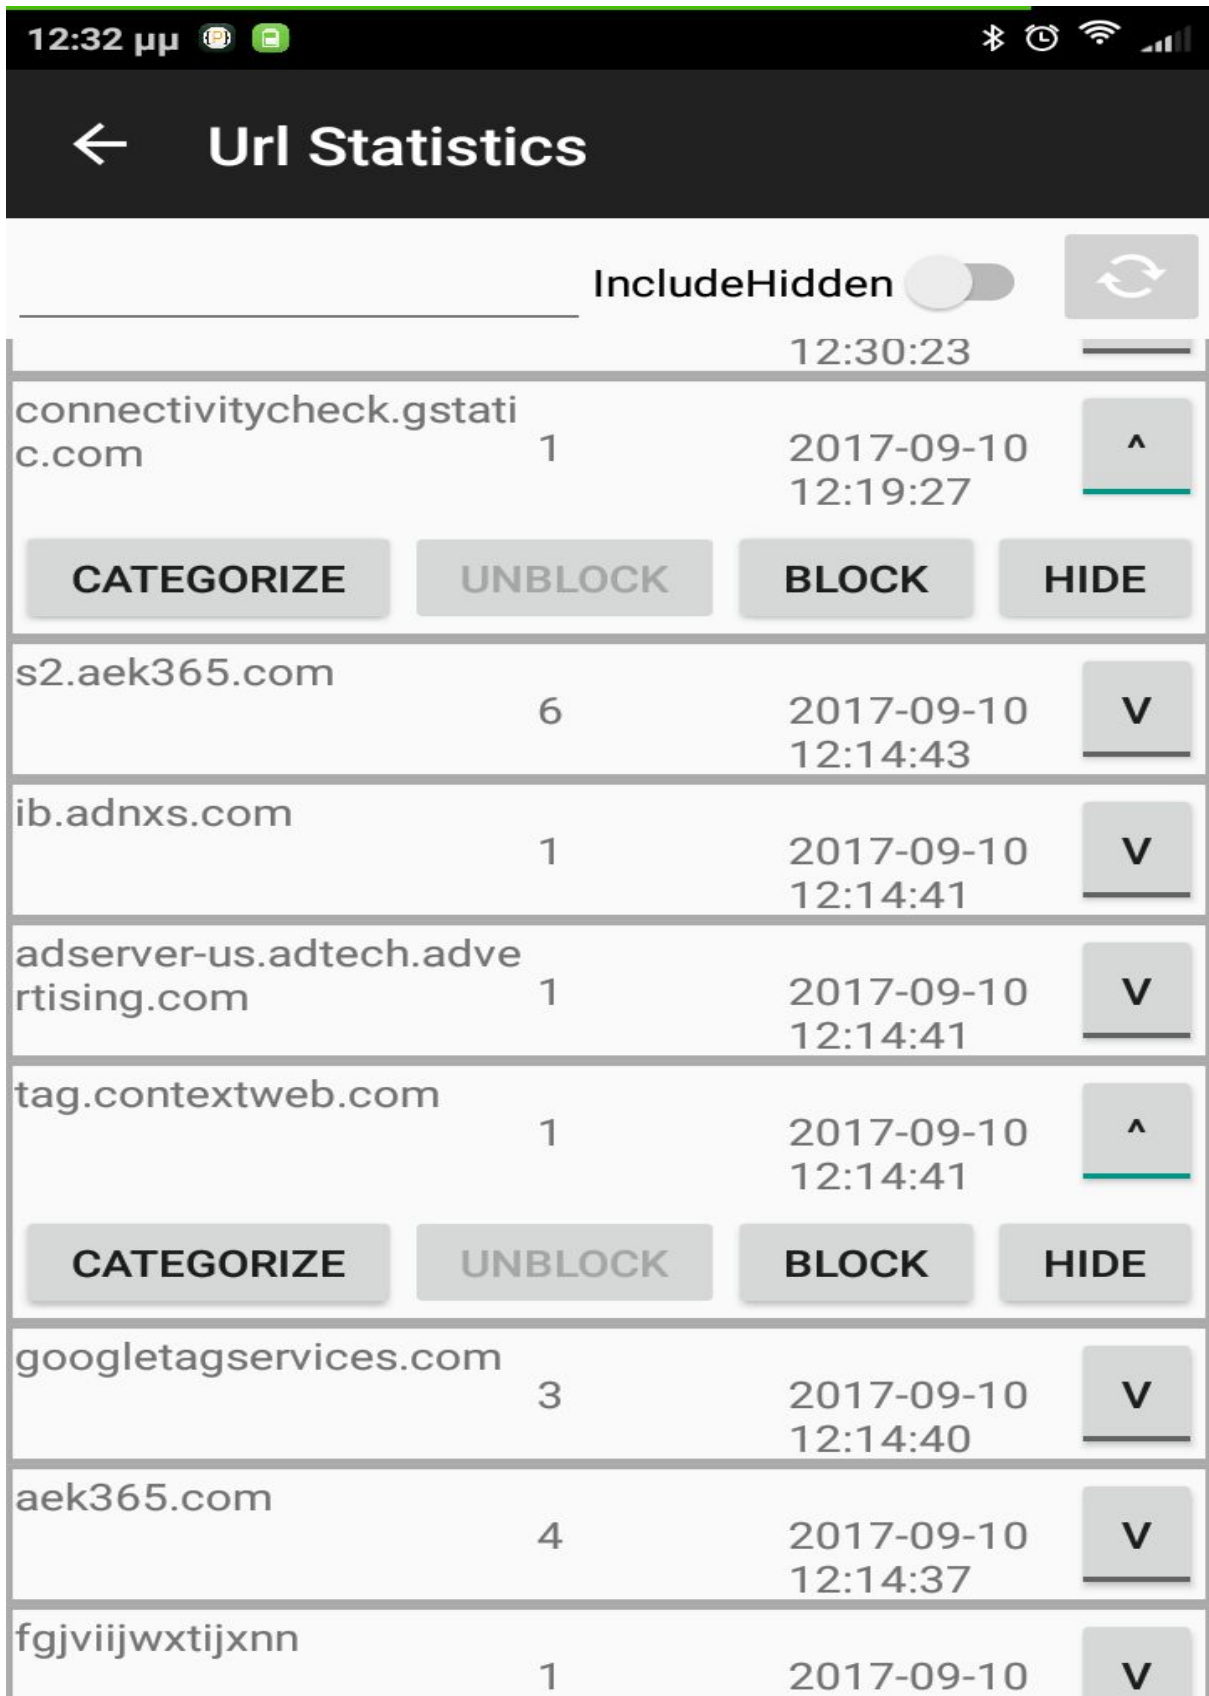 12:32 μμ
Url Statistics
IncludeHidden
12:30:23
connectivitycheck.gstati
c.com
1
2017-09-10
12:19:27
^
CATEGORIZE UNBLOCK BLOCK HIDE
s2.aek365.com
6
2017-09-10
12:14:43
V
ib.adnxs.com
1
2017-09-10
12:14:41
V
adserver-us.adtech.adve
rtising.com
1
2017-09-10
12:14:41
V
tag.contextweb.com
1
2017-09-10
12:14:41
^
CATEGORIZE UNBLOCK BLOCK HIDE
googletagservices.com
3
2017-09-10
12:14:40
V
aek365.com
4
2017-09-10
12:14:37
V
fgjviijwxtijxnn
1
2017-09-10
V